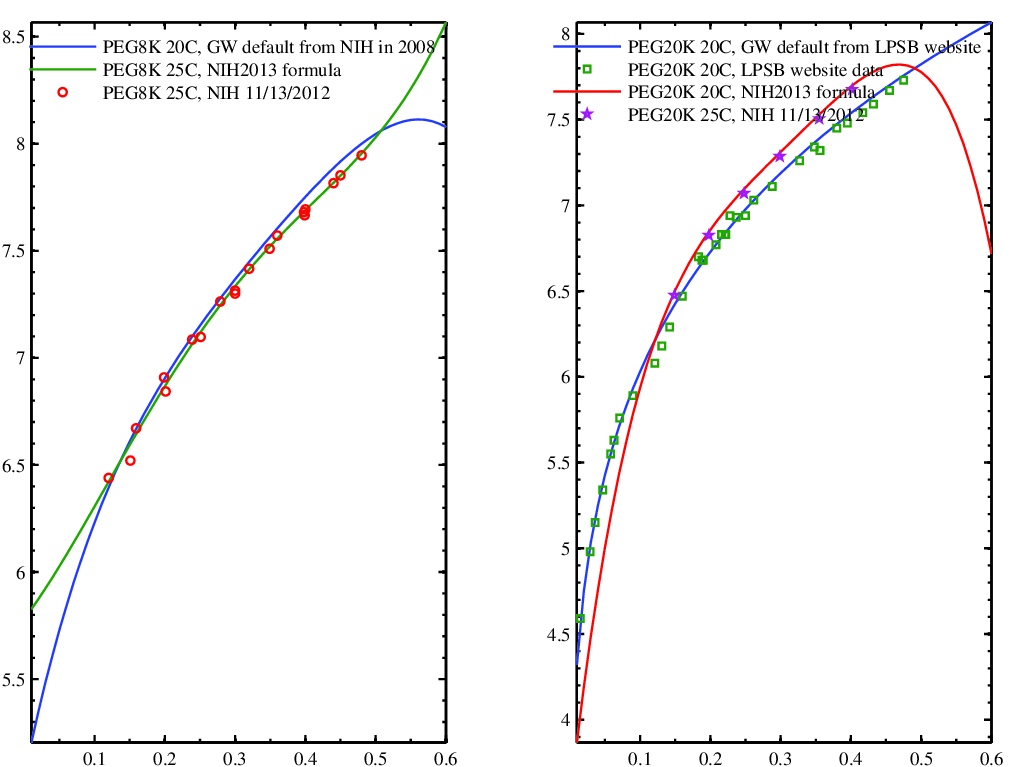 8.5
8
7.5
7
6.5
6
5.5
0.1 0.2 0.3 0.4 0.5 0.6
PEG8K 20C, GW default from NIH in 2008
PEG8K 25C, NIH2013 formula
PEG8K 25C, NIH 11/13/2012
8
7.5
7
6.5
6
5.5
5
4.5
4
0.1 0.2 0.3 0.4 0.5 0.6
PEG20K 20C, GW default from LPSB website
PEG20K 20C, LPSB website data
PEG20K 20C, NIH2013 formula
PEG20K 25C, NIH 11/13/2012